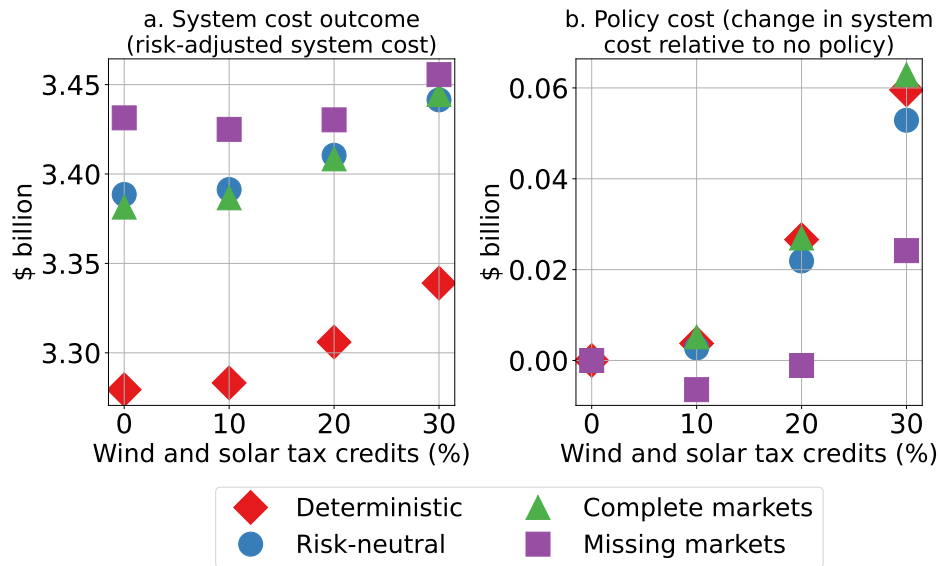 a. System cost outcome
(risk-adjusted system cost)
b. Policy cost (change in system
cost relative to no policy)
$ billion
3.45
3.40
3.35
3.30
0 10 20 30
Wind and solar tax credits (%)
$ billion
0.06
0.04
0.02
0.00
0 10 20 30
Wind and solar tax credits (%)
Deterministic
Risk-neutral
Complete markets
Missing markets